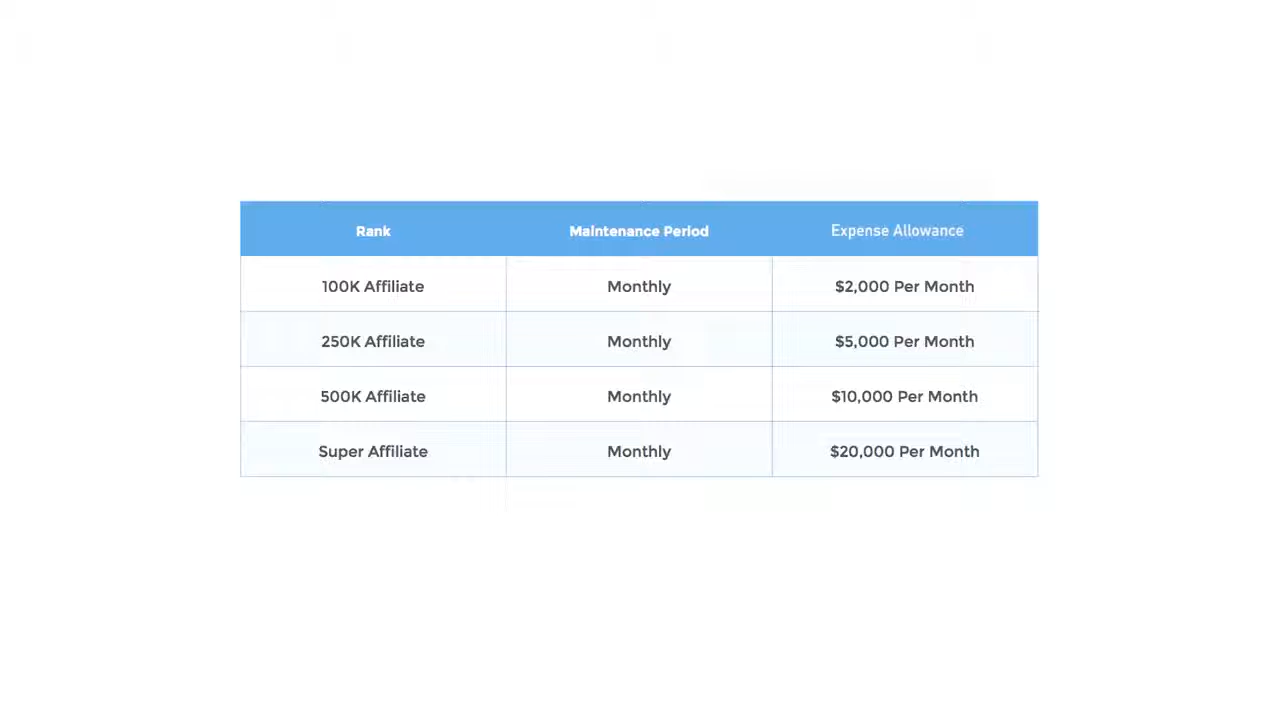 Rank Maintenance Period Expense Allowance
100K Affiliate Monthly $2,000 Per Month
250K Affiliate Monthly $5,000 Per Month
500K Affiliate Monthly $10,000 Per Month
Super Affiliate Monthly $20,000 Per Month